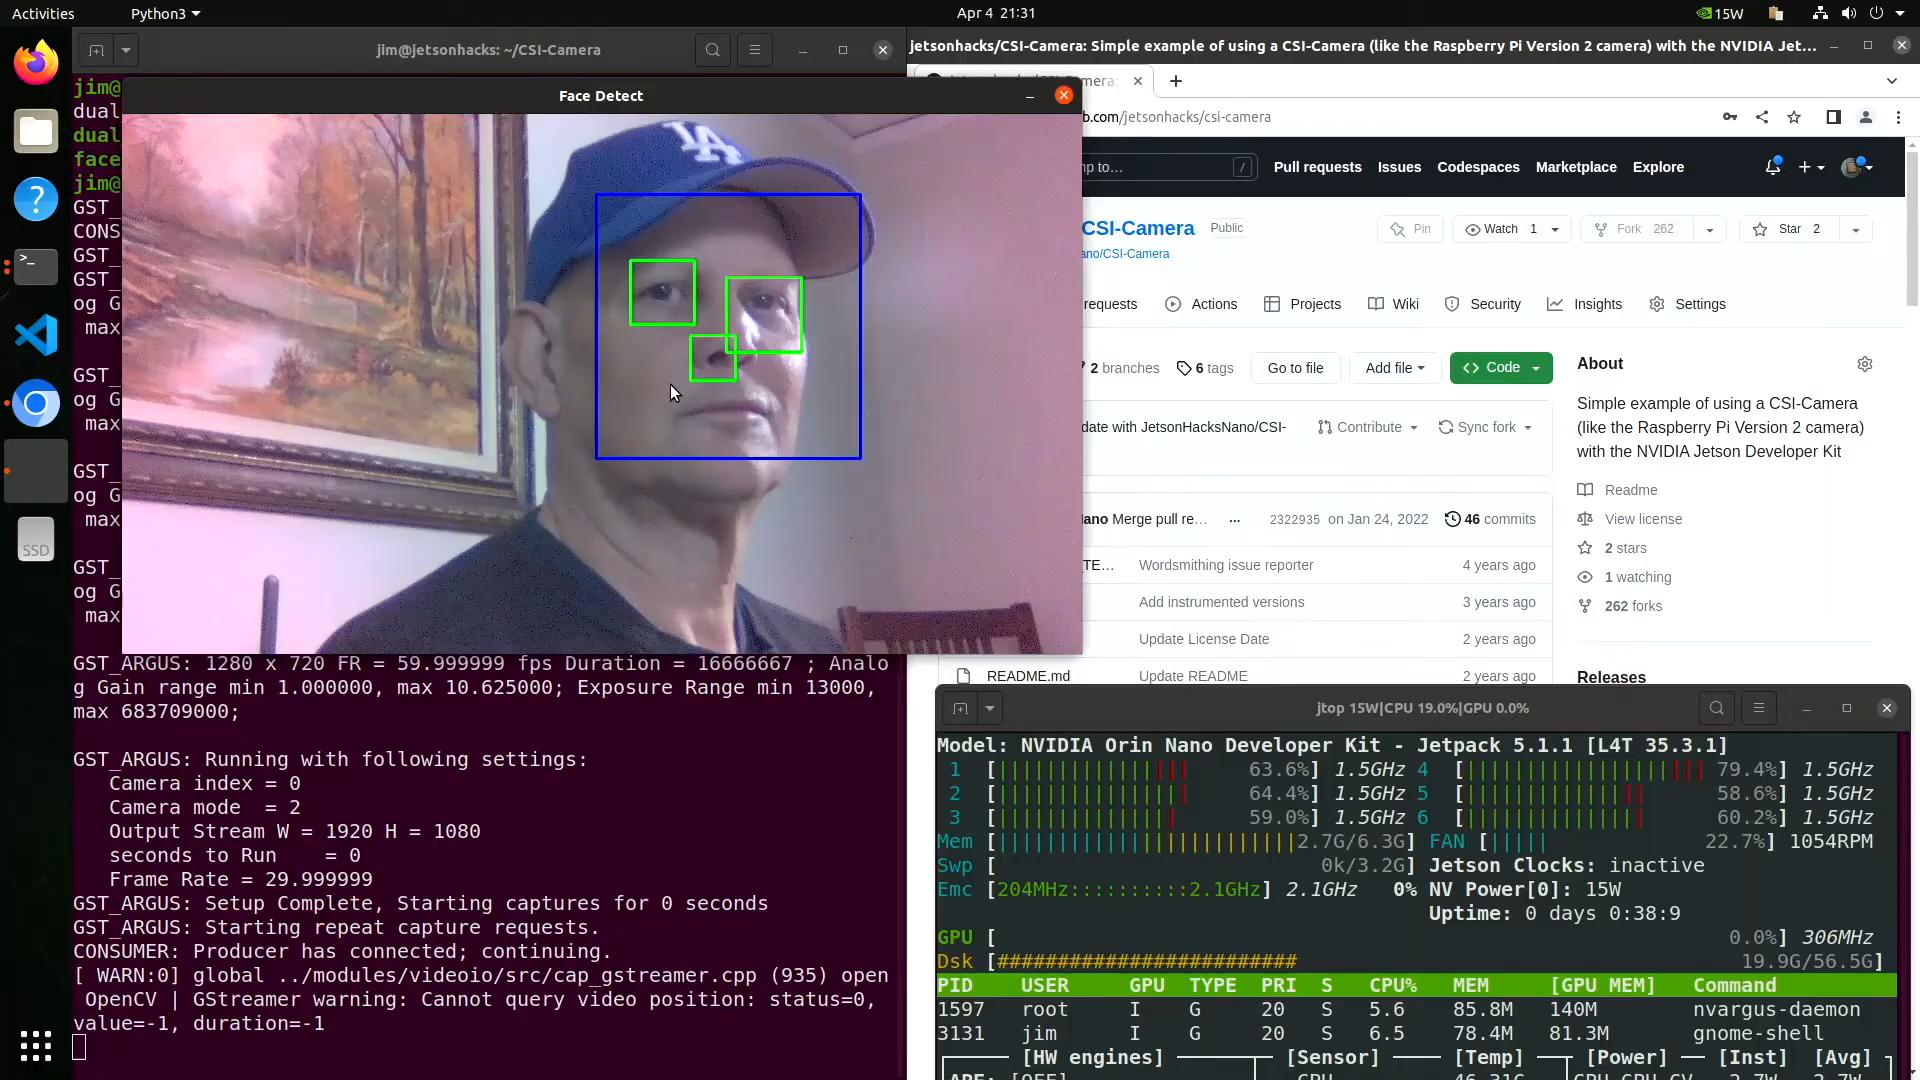 Activities
Python3
Apr 4 21:31
15W
jim@jetsonhacks: ~/CSI-Camera
jim@
dual
dual
face
jim@
GST_
CONS
GST_
GST_
og G
max
GST_
og G
max
GST_
og G
max
GST_
og G
max
GST_ARGUS: 1280 x 720 FR = 59.999999 fps Duration = 16666667 ; Analo
g Gain range min 1.000000, max 10.625000; Exposure Range min 13000,
max 683709000;
GST_ARGUS: Running with following settings:
Camera index = 0
Camera mode = 2
Output Stream W = 1920 H = 1080
seconds to Run = 0
Frame Rate = 29.999999
GST_ARGUS: Setup Complete, Starting captures for 0 seconds
GST_ARGUS: Starting repeat capture requests.
CONSUMER: Producer has connected; continuing.
[ WARN:0] global ../modules/videoio/src/cap_gstreamer.cpp (935) open
OpenCV | GStreamer warning: Cannot query video position: status=0,
value=-1, duration=-1
SSD
Face Detect
LA
jetsonhacks/CSI-Camera: Simple example of using a CSI-Camera (like the Raspberry Pi Version 2 camera) with the NVIDIA Jet...
b.com/jetsonhacks/csi-camera
to…
/
Pull requests Issues Codespaces Marketplace Explore
CSI-Camera Public
Pin Watch 1 Fork 262 Star 2
ano/CSI-Camera
requests Actions Projects Wiki Security Insights Settings
2 branches 6 tags Go to file Add file Code
date with JetsonHacksNano/CSI-
Contribute Sync fork
ano Merge pull re… ... 2322935 on Jan 24, 2022 46 commits
_TE… Wordsmithing issue reporter 4 years ago
Add instrumented versions 3 years ago
Update License Date 2 years ago
README.md Update README 2 years ago
About
Simple example of using a CSI-Camera
(like the Raspberry Pi Version 2 camera)
with the NVIDIA Jetson Developer Kit
Readme
View license
2 stars
1 watching
262 forks
Releases
jtop 15W|CPU 19.0%|GPU 0.0%
Model: NVIDIA Orin Nano Developer Kit - Jetpack 5.1.1 [L4T 35.3.1]
1 [|||||||||||||||| 63.6%] 1.5GHz 4 [|||||||||||||||||||| 79.4%] 1.5GHz
2 [|||||||||||||||| 64.4%] 1.5GHz 5 [||||||||||||||| 58.6%] 1.5GHz
3 [||||||||||||||| 59.0%] 1.5GHz 6 [||||||||||||||| 60.2%] 1.5GHz
Mem [|||||||||||||||||||||||||2.7G/6.3G] FAN [||||| 22.7%] 1054RPM
Swp [ 0k/3.2G] Jetson Clocks: inactive
Emc [204MHz::::::::::2.1GHz] 2.1GHz 0% NV Power[0]: 15W
Uptime: 0 days 0:38:9
GPU [ 0.0%] 306MHz
Dsk [######################### 19.9G/56.5G]
PID USER GPU TYPE PRI S CPU% MEM [GPU MEM] Command
1597 root I G 20 S 5.6 85.8M 140M nvargus-daemon
3131 jim I G 20 S 6.5 78.4M 81.3M gnome-shell
[HW engines] [Sensor] [Temp] [Power] [Inst] [Avg]